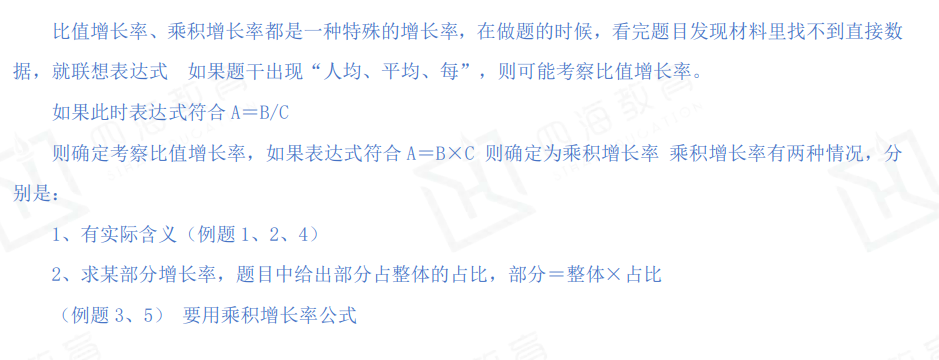 比值增长率、乘积增长率都是一种特殊的增长率，在做题的时候，看完题目发现材料里找不到直接数
据，就联想表达式　如果题干出现“人均、平均、每”，则可能考察比值增长率。
如果此时表达式符合 A＝B/C
则确定考察比值增长率，如果表达式符合 A＝B×C 则确定为乘积增长率 乘积增长率有两种情况，分
别是：
1、有实际含义（例题 1、2、4）
2、求某部分增长率，题目中给出部分占整体的占比，部分＝整体×占比
（例题 3、5） 要用乘积增长率公式